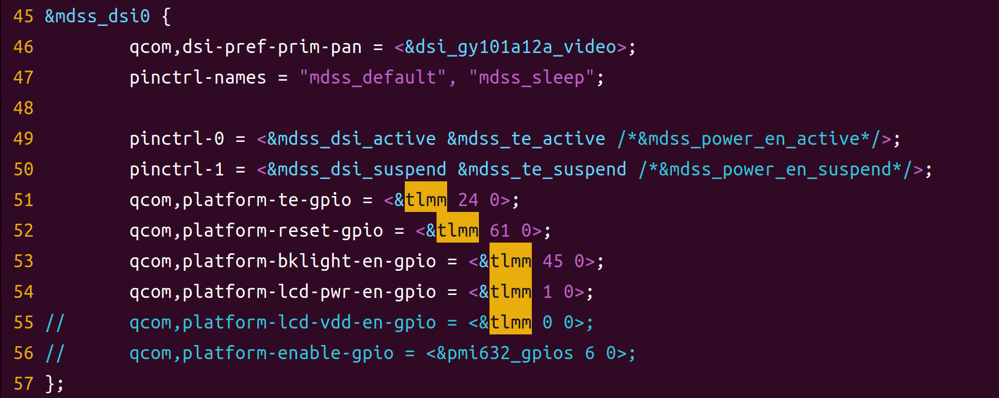 45 &mdss_dsi0 {
46         qcom,dsi-pref-prim-pan = <&dsi_gy101a12a_video>;
47         pinctrl-names = "mdss_default", "mdss_sleep";
48
49         pinctrl-0 = <&mdss_dsi_active &mdss_te_active /*&mdss_power_en_active*/>;
50         pinctrl-1 = <&mdss_dsi_suspend &mdss_te_suspend /*&mdss_power_en_suspend*/>;
51         qcom,platform-te-gpio = <&tlmm 24 0>;
52         qcom,platform-reset-gpio = <&tlmm 61 0>;
53         qcom,platform-bklight-en-gpio = <&tlmm 45 0>;
54         qcom,platform-lcd-pwr-en-gpio = <&tlmm 1 0>;
55 //      qcom,platform-lcd-vdd-en-gpio = <&tlmm 0 0>;
56 //      qcom,platform-enable-gpio = <&pmi632_gpios 6 0>;
57 };